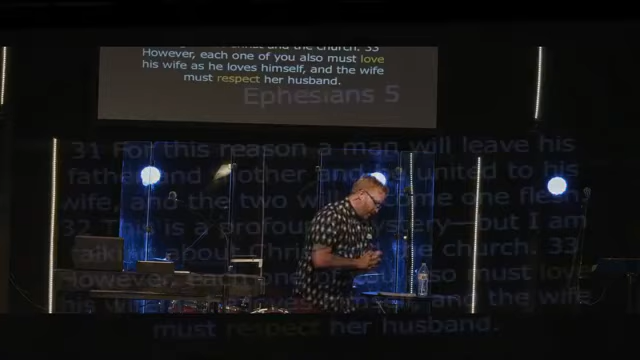 and the church. 33
However, each one of you also must love
his wife as he loves himself, and the wife
must respect her husband.
Ephesians 5
31 For this reason a man will leave his
father and mother and be united to his
wife, and the two will become one flesh.
32 This is a profound mystery—but I am
talking about Christ and the church. 33
However, each one of you also must love
his wife as he loves himself, and the wife
must respect her husband.